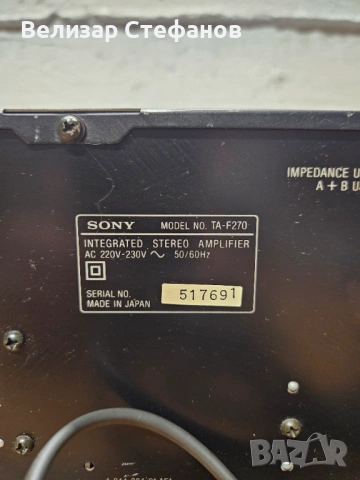 Велизар Стефанов
IMPEDANCE U
A + B U
SONY MODEL NO. TA-F270
INTEGRATED STEREO AMPLIFIER
AC 220V-230V ~ 50/60Hz
SERIAL NO. 517691
MADE IN JAPAN
BAZAR